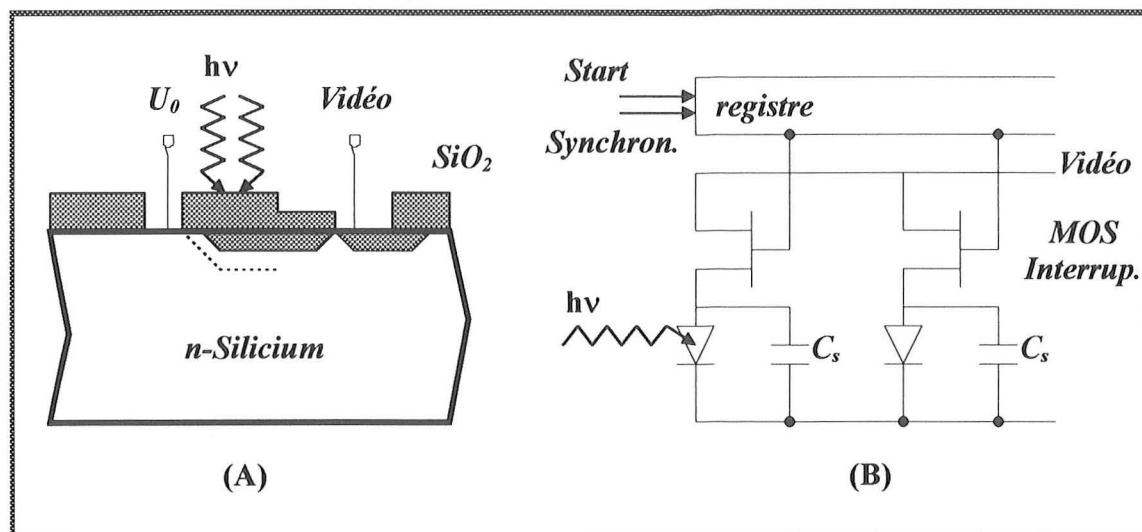 hν
U₀
Vidéo
SiO₂
n-Silicium
(A)
Start
registre
Synchron.
Vidéo
MOS
Interrup.
hν
Cₛ
Cₛ
(B)